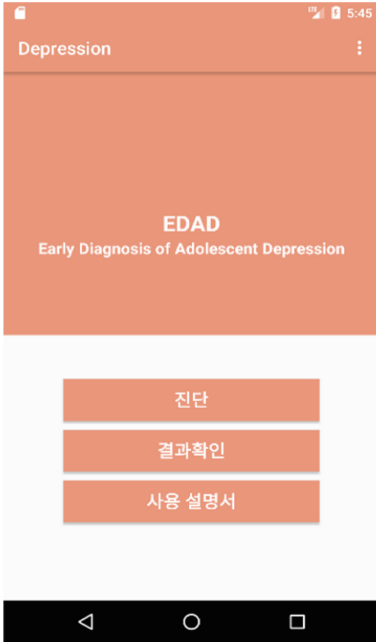 LTE 5:45
Depression
EDAD
Early Diagnosis of Adolescent Depression
진단
결과확인
사용 설명서